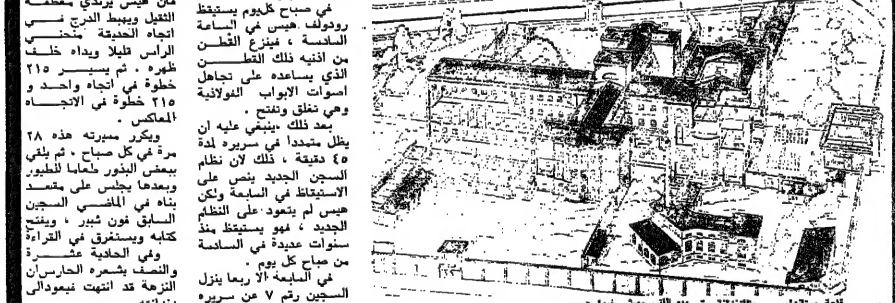 في صباح كل يوم يستيقظ
رودولف هيس في الساعة
السادسة ، فينزع القطن
من اذنيه ذلك القطن
الذي يساعده على تجاهل
اصوات الابواب الفولاذية
وهي تغلق وتفتح .
بعد ذلك ينبغي عليه ان
يظل متمددا في سريره لمدة
٤٥ دقيقة ، ذلك لان نظام
السجن الجديد ينص على
الاستيقاظ في السابعة ولكن
هيس لم يتعود على النظام
الجديد ، فهو يستيقظ منذ
سنوات عديدة في السادسة
من صباح كل يوم .
في السابعة الا ربعا ينزل
السجين رقم ٧ عن سريره
هيس يرتدي معطفه
الثقيل ويهبط الدرج في
اتجاه الحديقة منحني
الراس قليلا ويداه خلف
ظهره . ثم يسير ٢١٥
خطوة في اتجاه واحد و
٢١٥ خطوة في الاتجاه
المعاكس .
ويكرر مسيرته هذه ٢٨
مرة في كل صباح ، ثم يلقي
ببعض البذور طعاما للطيور
وبعدها يجلس على مقعد
بناه في الماضي السجين
السابق فون شير ، ويفتح
كتابه ويستغرق في القراءة
وفي الحادية عشرة
والنصف يشعره الحارسان
النزهة قد انتهت فيعود الى